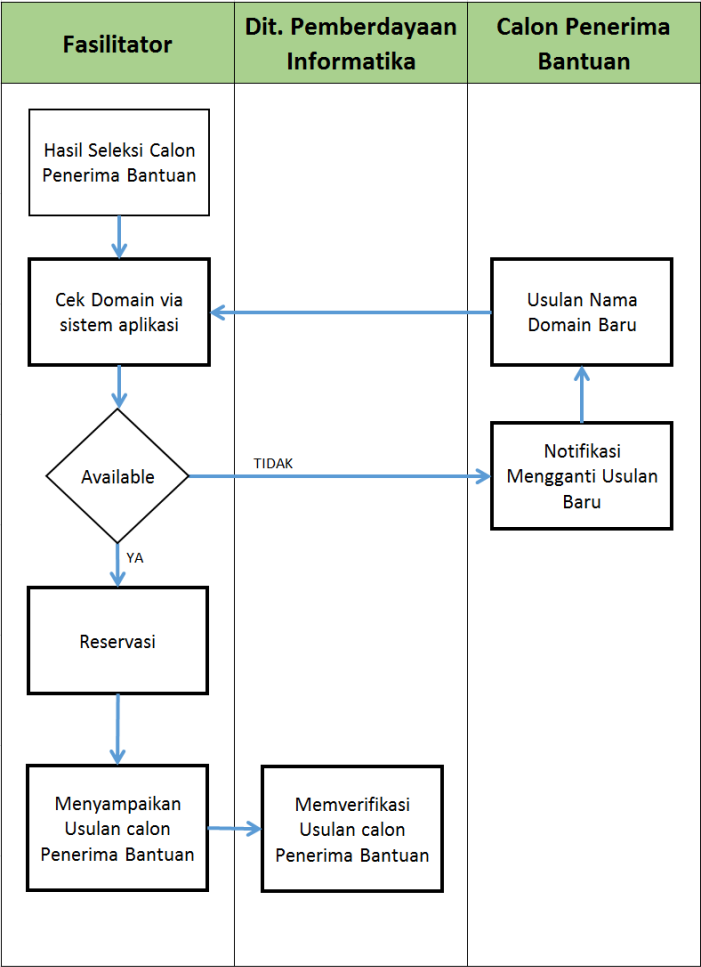 Fasilitator
Dit. Pemberdayaan
Informatika
Calon Penerima
Bantuan
Hasil Seleksi Calon
Penerima Bantuan
Cek Domain via
sistem aplikasi
Usulan Nama
Domain Baru
Available
TIDAK
Notifikasi
Mengganti Usulan
Baru
YA
Reservasi
Menyampaikan
Usulan calon
Penerima Bantuan
Memverifikasi
Usulan calon
Penerima Bantuan